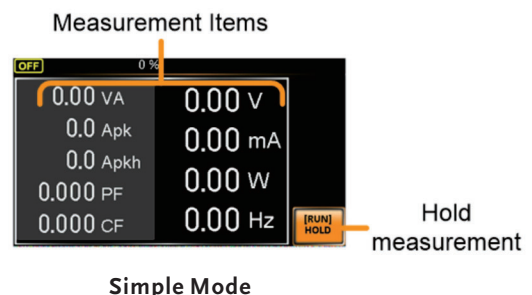 Measurement Items
OFF 0 %
0.00 VA 0.00 V
0.0 Apk 0.00 mA
0.0 Apkh 0.00 W
0.000 PF 0.00 Hz
0.000 CF
[RUN]
HOLD
Hold
measurement
Simple Mode